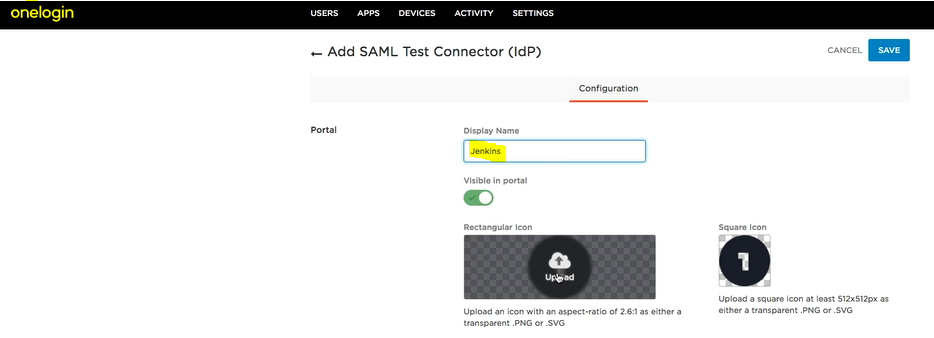 onelogin
USERS APPS DEVICES ACTIVITY SETTINGS
← Add SAML Test Connector (IdP)
CANCEL SAVE
Configuration
Portal
Display Name
Jenkins
Visible in portal
Rectangular Icon
Square Icon
Upload
1
Upload an icon with an aspect-ratio of 2.6:1 as either a
transparent .PNG or .SVG
Upload a square icon at least 512x512px as
either a transparent .PNG or .SVG